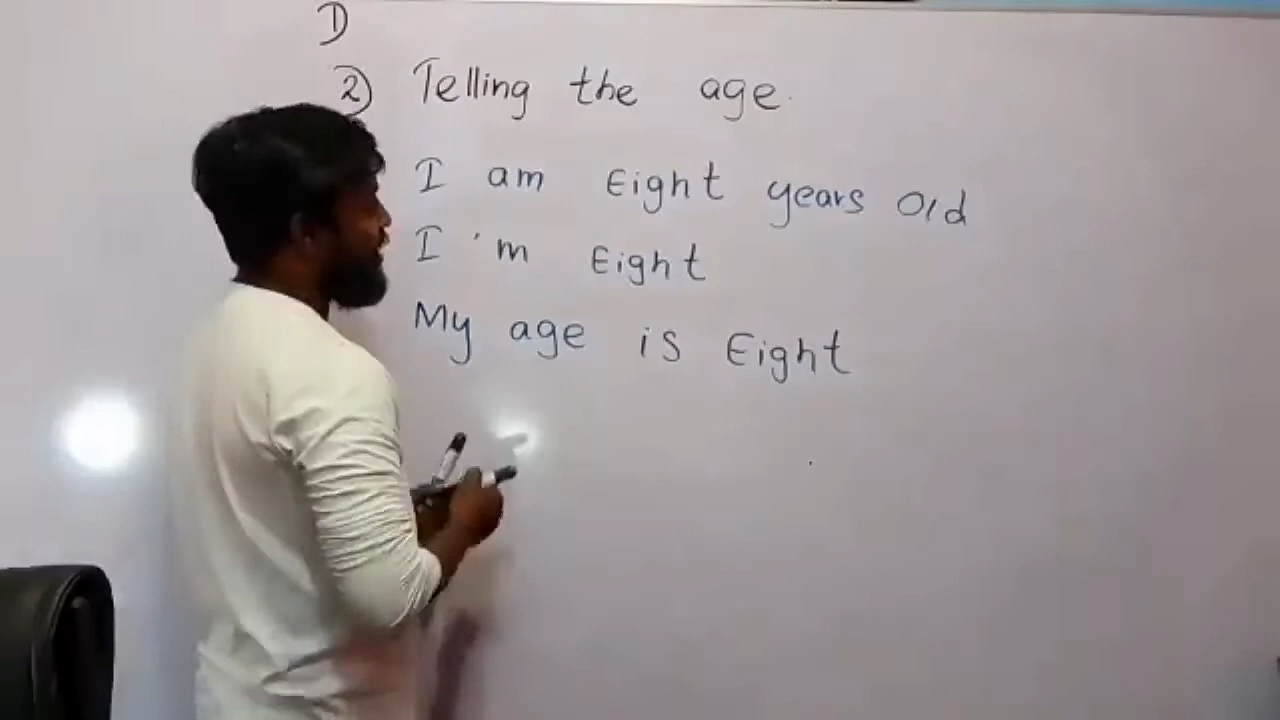 1)
2) Telling the age.
I am Eight years Old
I'm Eight
My age is Eight